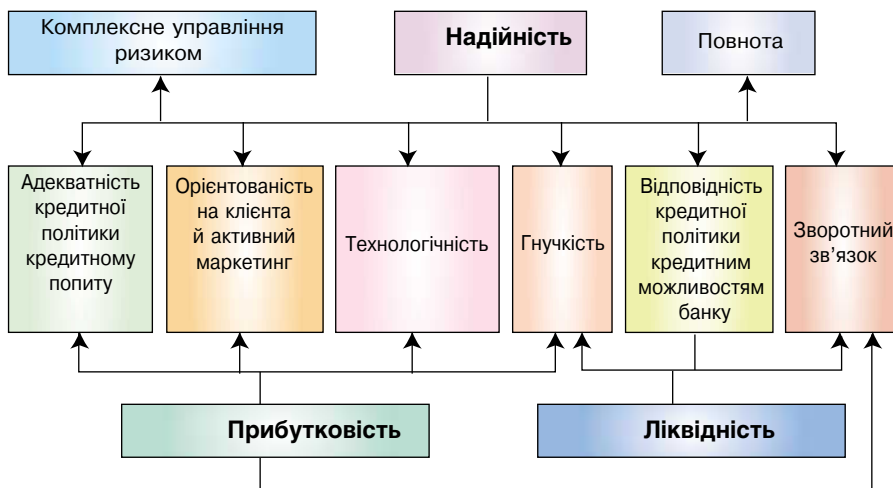 Комплексне управління
ризиком
Надійність
Повнота
Адекватність
кредитної
політики
кредитному
попиту
Орієнтованість
на клієнта
й активний
маркетинг
Технологічність
Гнучкість
Відповідність
кредитної
політики
кредитним
можливостям
банку
Зворотний
зв’язок
Прибутковість
Ліквідність